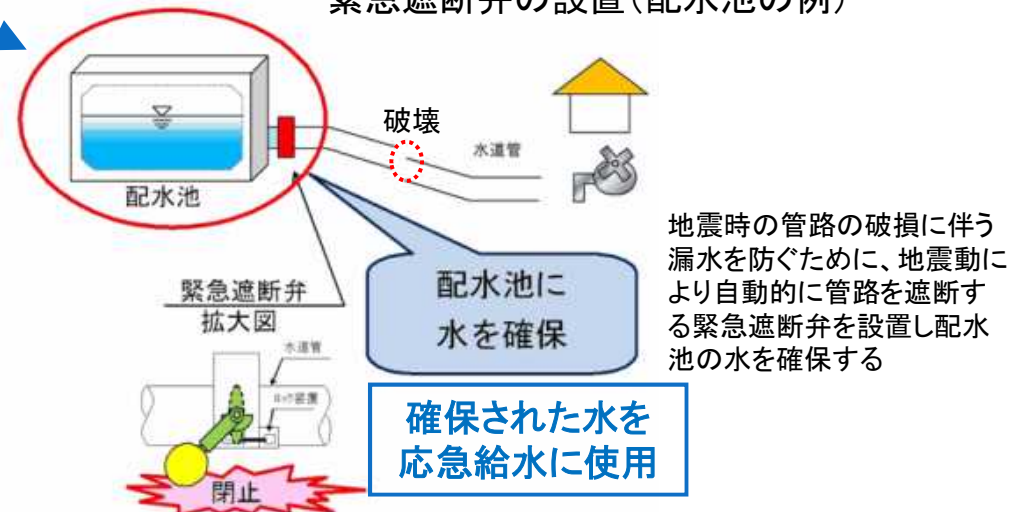 緊急遮断弁の設置(配水池の例)
破壊
水道管
配水池
地震時の管路の破損に伴う
漏水を防ぐために、地震動に
より自動的に管路を遮断す
る緊急遮断弁を設置し配水
池の水を確保する
配水池に
水を確保
緊急遮断弁
拡大図
水道管
ロック装置
確保された水を
応急給水に使用
閉止